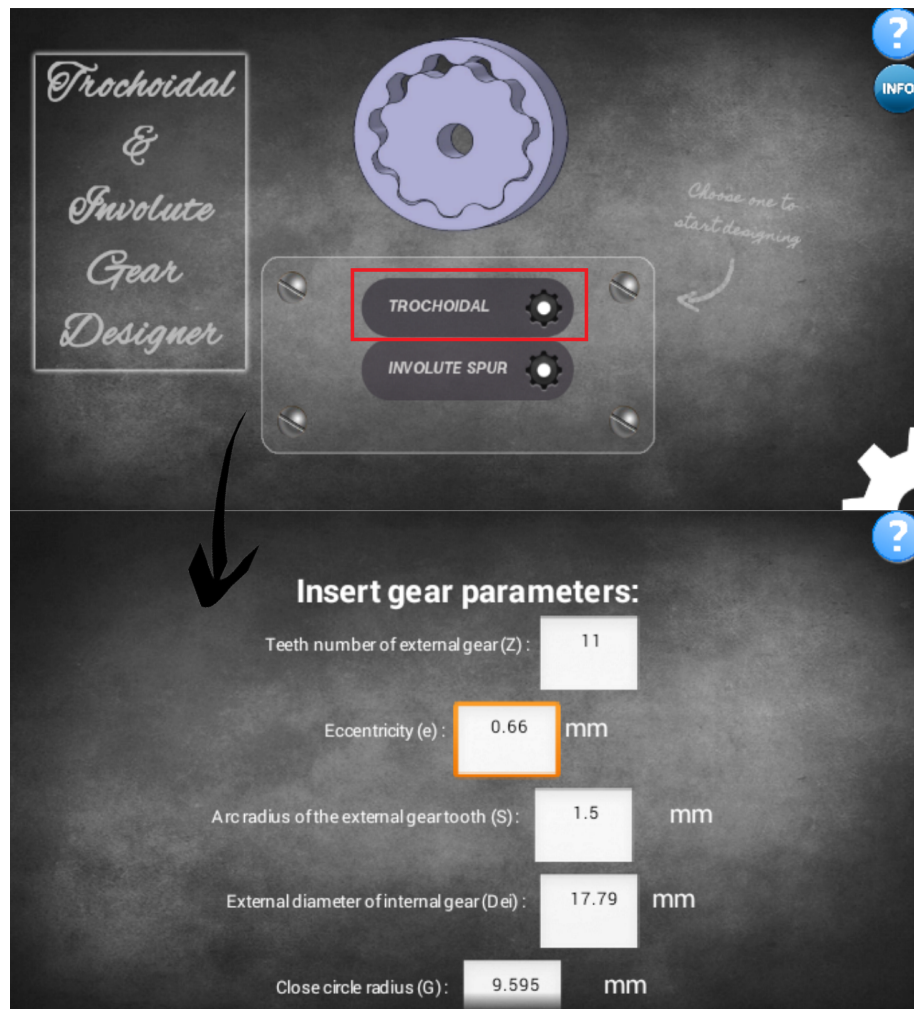 Trochoidal
&
Involute
Gear
Designer
?
INFO
Choose one to
start designing
TROCHOIDAL
INVOLUTE SPUR
?
Insert gear parameters:
Teeth number of external gear (Z) : 11
Eccentricity (e) : 0.66 mm
Arc radius of the external gear tooth (S) : 1.5 mm
External diameter of internal gear (Dei) : 17.79 mm
Close circle radius (G) : 9.595 mm